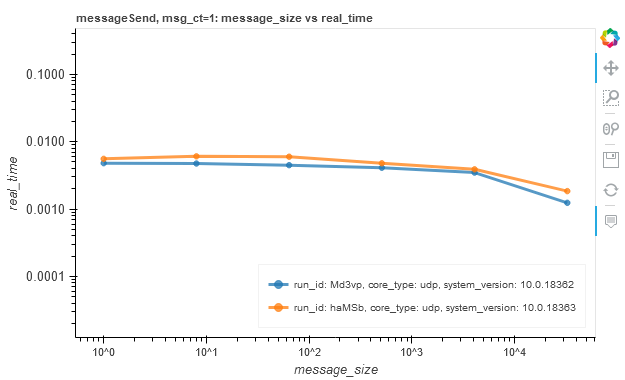 messageSend, msg_ct=1: message_size vs real_time
0.1000
0.0100
0.0010
0.0001
real_time
run_id: Md3vp, core_type: udp, system_version: 10.0.18362
run_id: haMSb, core_type: udp, system_version: 10.0.18363
10^0
10^1
10^2
10^3
10^4
message_size